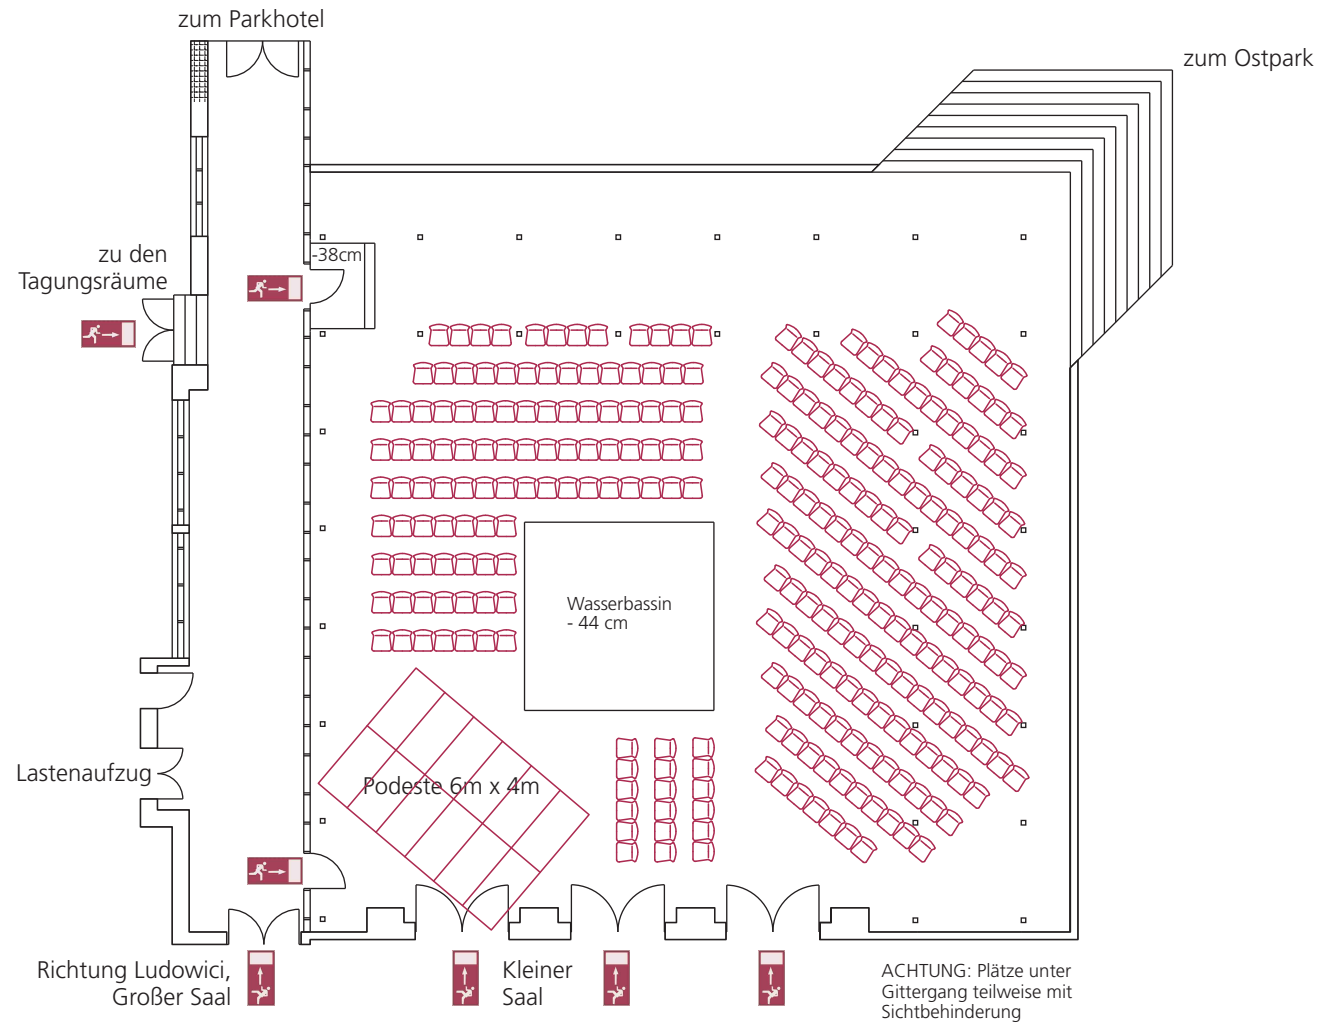 zum Parkhotel
zum Ostpark
zu den
Tagungsräume
-38cm
Wasserbassin
- 44 cm
Podeste 6m x 4m
Lastenaufzug
Richtung Ludowici,
Großer Saal
Kleiner
Saal
ACHTUNG: Plätze unter
Gittergang teilweise mit
Sichtbehinderung